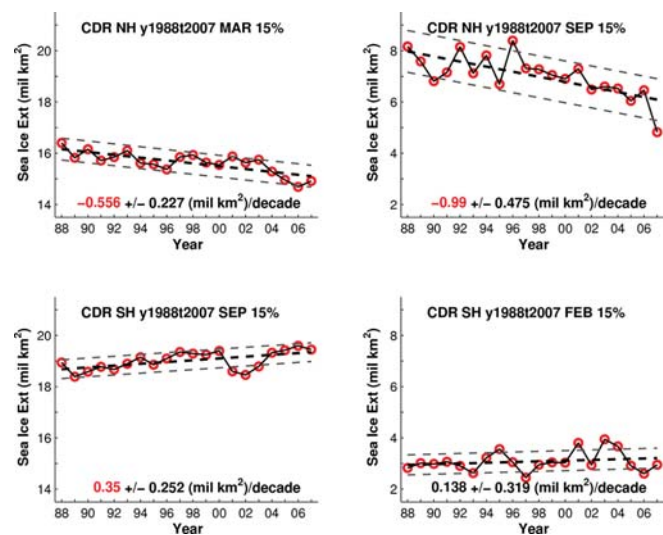 CDR NH y1988t2007 MAR 15%
20
18
16
14
Sea Ice Ext (mil km²)
−0.556 +/− 0.227 (mil km²)/decade
88 90 92 94 96 98 00 02 04 06
Year
CDR NH y1988t2007 SEP 15%
8
6
4
2
Sea Ice Ext (mil km²)
−0.99 +/− 0.475 (mil km²)/decade
88 90 92 94 96 98 00 02 04 06
Year
CDR SH y1988t2007 SEP 15%
20
18
16
14
Sea Ice Ext (mil km²)
0.35 +/− 0.252 (mil km²)/decade
88 90 92 94 96 98 00 02 04 06
Year
CDR SH y1988t2007 FEB 15%
8
6
4
2
Sea Ice Ext (mil km²)
0.138 +/− 0.319 (mil km²)/decade
88 90 92 94 96 98 00 02 04 06
Year